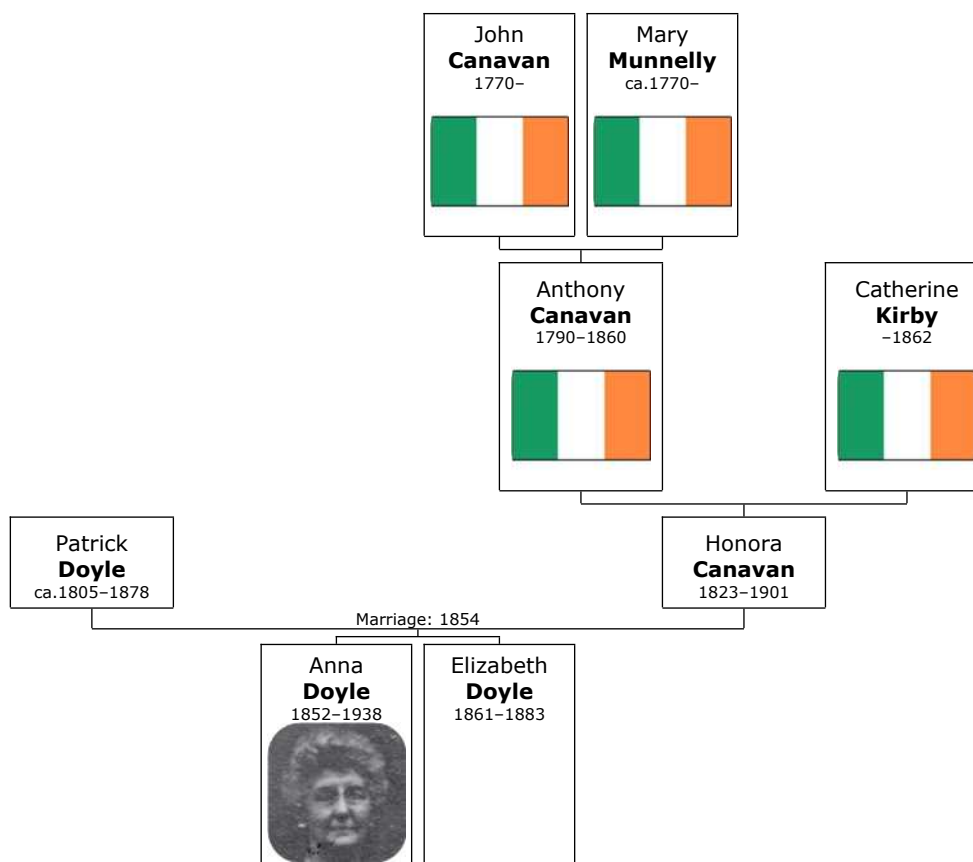 John
Canavan
1770–
Mary
Munnelly
ca.1770–
Anthony
Canavan
1790–1860
Catherine
Kirby
–1862
Patrick
Doyle
ca.1805–1878
Honora
Canavan
1823–1901
Marriage: 1854
Anna
Doyle
1852–1938
Elizabeth
Doyle
1861–1883